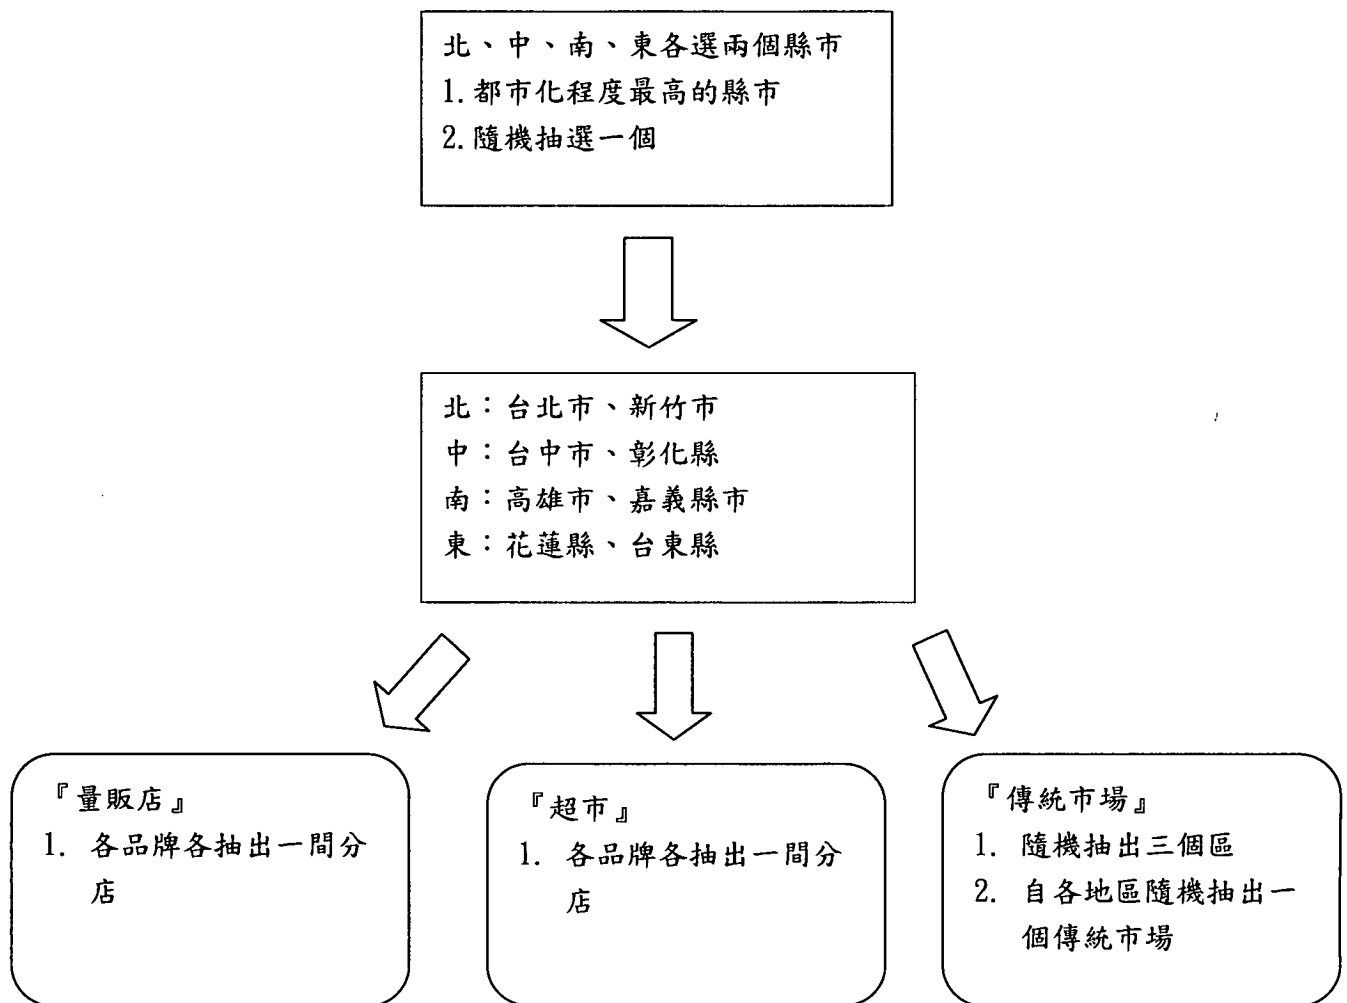 北、中、南、東各選兩個縣市
1. 都市化程度最高的縣市
2. 隨機抽選一個
北：台北市、新竹市
中：台中市、彰化縣
南：高雄市、嘉義縣市
東：花蓮縣、台東縣
『量販店』
1. 各品牌各抽出一間分
店
『超市』
1. 各品牌各抽出一間分
店
『傳統市場』
1. 隨機抽出三個區
2. 自各地區隨機抽出一
個傳統市場